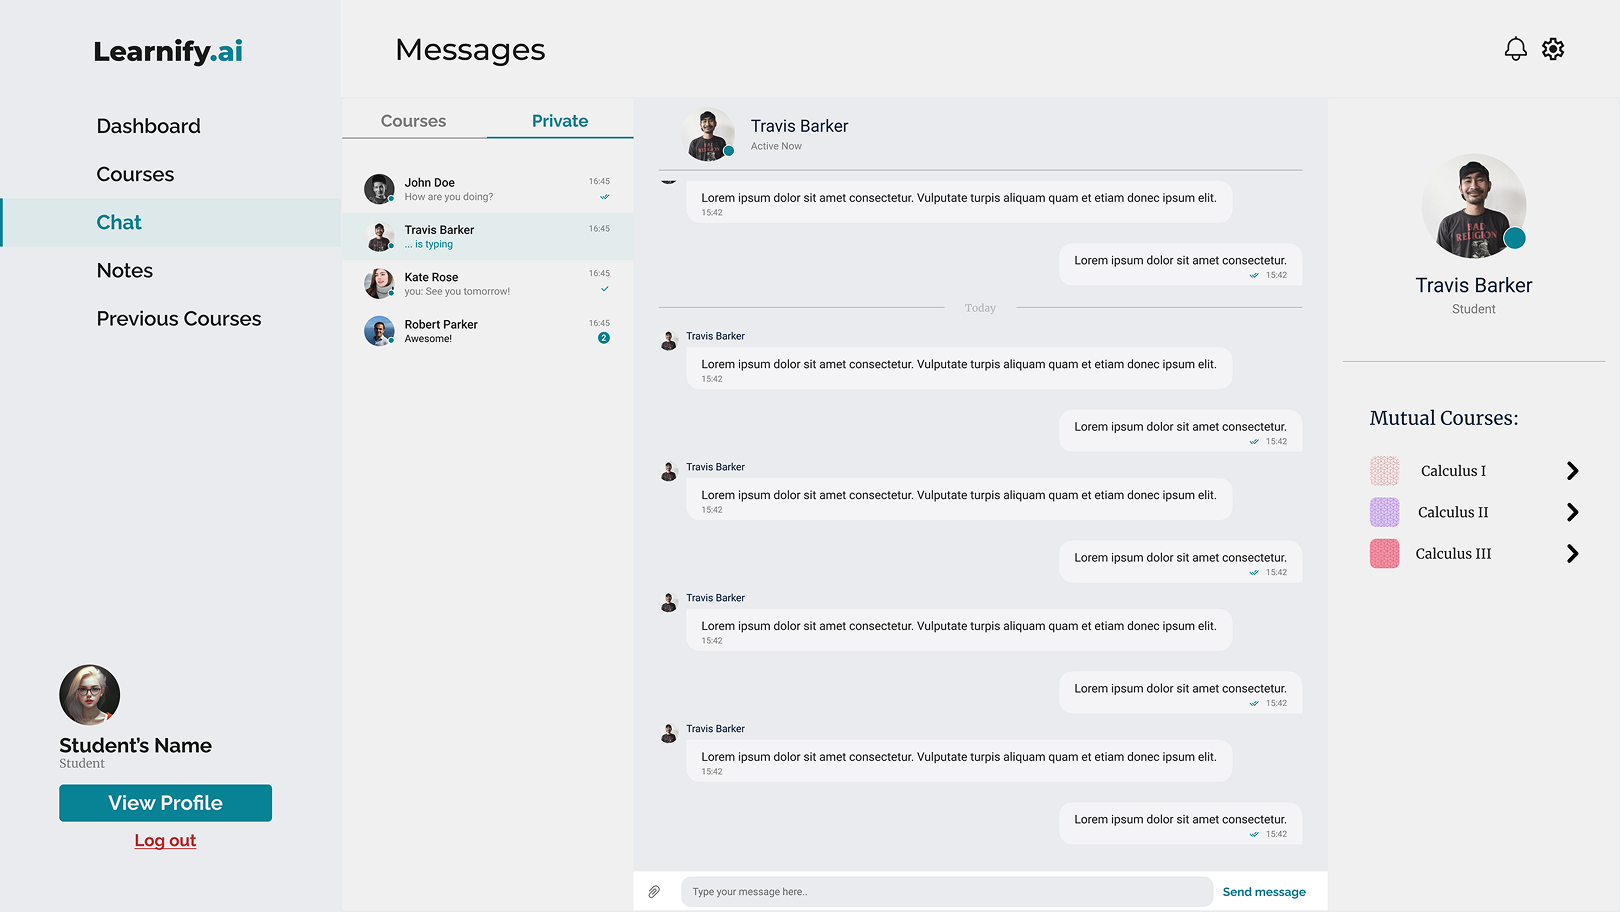 Learnify.ai
Dashboard
Courses
Chat
Notes
Previous Courses
Student's Name
Student
View Profile
Log out
Messages
Courses
Private
John Doe
16:45
How are you doing?
Travis Barker
16:45
... is typing
Kate Rose
16:45
you: See you tomorrow!
Robert Parker
16:45
Awesome!
2
Travis Barker
Active Now
Lorem ipsum dolor sit amet consectetur. Vulputate turpis aliquam quam et etiam donec ipsum elit.
15:42
Lorem ipsum dolor sit amet consectetur.
15:42
Today
Travis Barker
Lorem ipsum dolor sit amet consectetur. Vulputate turpis aliquam quam et etiam donec ipsum elit.
15:42
Lorem ipsum dolor sit amet consectetur.
15:42
Travis Barker
Lorem ipsum dolor sit amet consectetur. Vulputate turpis aliquam quam et etiam donec ipsum elit.
15:42
Lorem ipsum dolor sit amet consectetur.
15:42
Travis Barker
Lorem ipsum dolor sit amet consectetur. Vulputate turpis aliquam quam et etiam donec ipsum elit.
15:42
Lorem ipsum dolor sit amet consectetur.
15:42
Travis Barker
Lorem ipsum dolor sit amet consectetur. Vulputate turpis aliquam quam et etiam donec ipsum elit.
15:42
Lorem ipsum dolor sit amet consectetur.
15:42
Type your message here..
Send message
BAD
RELIGION
Travis Barker
Student
Mutual Courses:
Calculus I
Calculus II
Calculus III